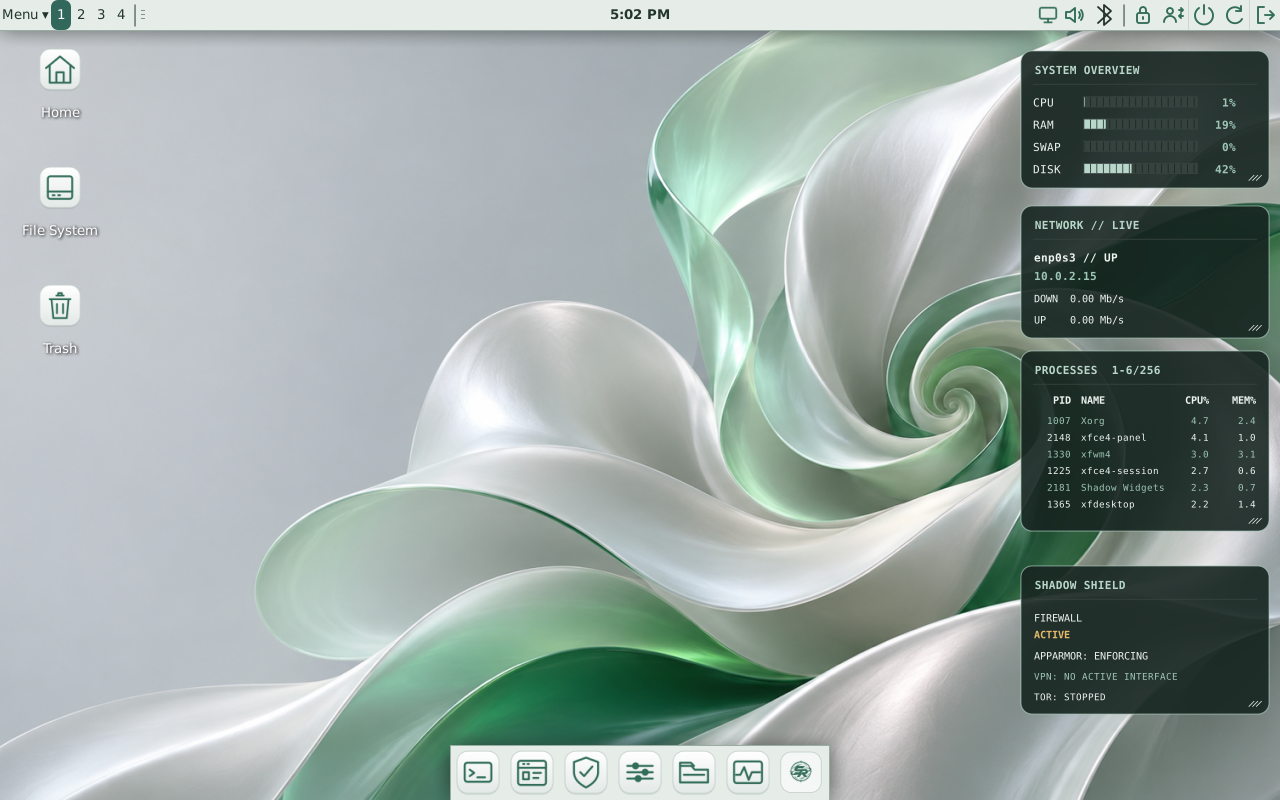 Menu ▾ 1 2 3 4 5:02 PM
Home
File System
Trash
SYSTEM OVERVIEW
CPU 1%
RAM 19%
SWAP 0%
DISK 42%
NETWORK // LIVE
enp0s3 // UP
10.0.2.15
DOWN 0.00 Mb/s
UP 0.00 Mb/s
PROCESSES 1-6/256
PID NAME CPU% MEM%
1007 Xorg 4.7 2.4
2148 xfce4-panel 4.1 1.0
1330 xfwm4 3.0 3.1
1225 xfce4-session 2.7 0.6
2181 Shadow Widgets 2.3 0.7
1365 xfdesktop 2.2 1.4
SHADOW SHIELD
FIREWALL
ACTIVE
APPARMOR: ENFORCING
VPN: NO ACTIVE INTERFACE
TOR: STOPPED